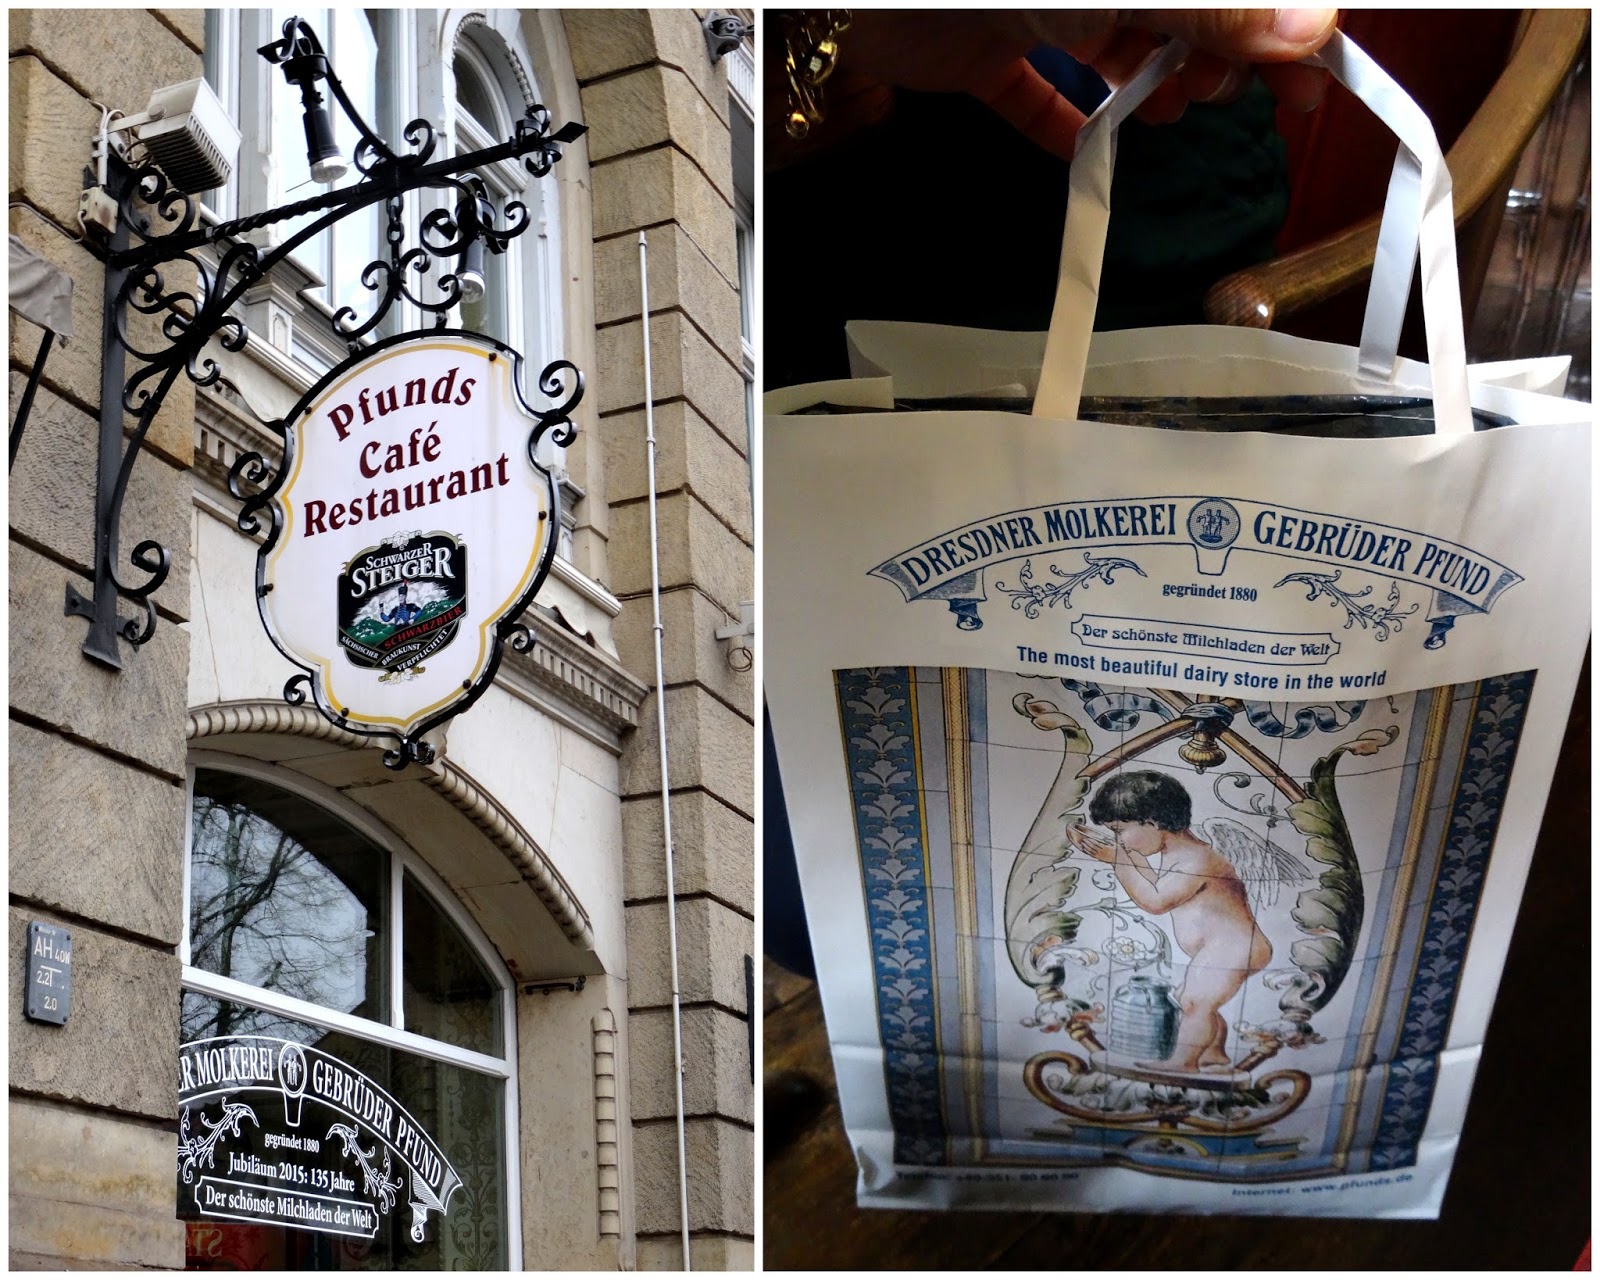 Pfunds
Café
Restaurant
SCHWARZER
STEIGER
SCHWARZBIER
SÄCHSISCHER
BRAUKUNST
VERPFLICHTET
AH 40W
2.0
ER MOLKEREI GEBRÜDER PFUND
gegründet 1880
Jubiläum 2015: 135 Jahre
Der schönste Milchladen der Welt
DRESDNER MOLKEREI GEBRÜDER PFUND
gegründet 1880
Der schönste Milchladen der Welt
The most beautiful dairy store in the world
Internet: www.pfunds.de